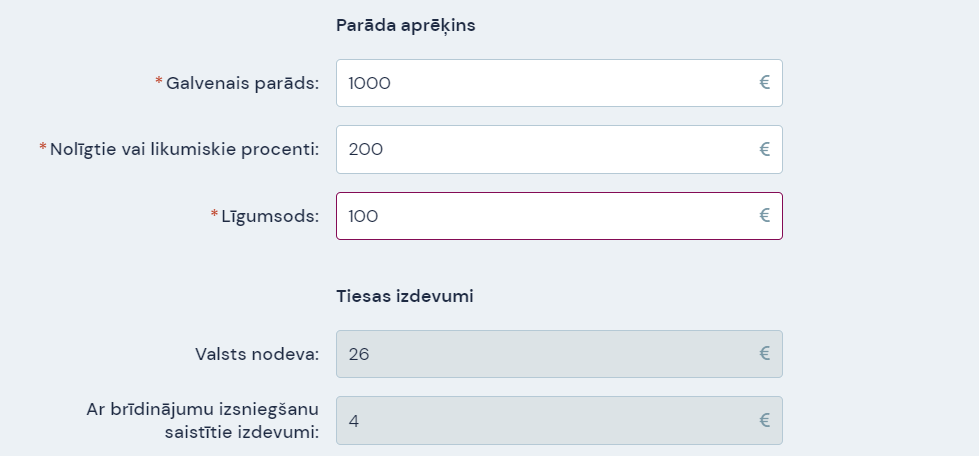 Parāda aprēķins
* Galvenais parāds: 1000 €
* Nolīgtie vai likumiskie procenti: 200 €
* Līgumsods: 100 €
Tiesas izdevumi
Valsts nodeva: 26 €
Ar brīdinājumu izsniegšanu
saistītie izdevumi: 4 €